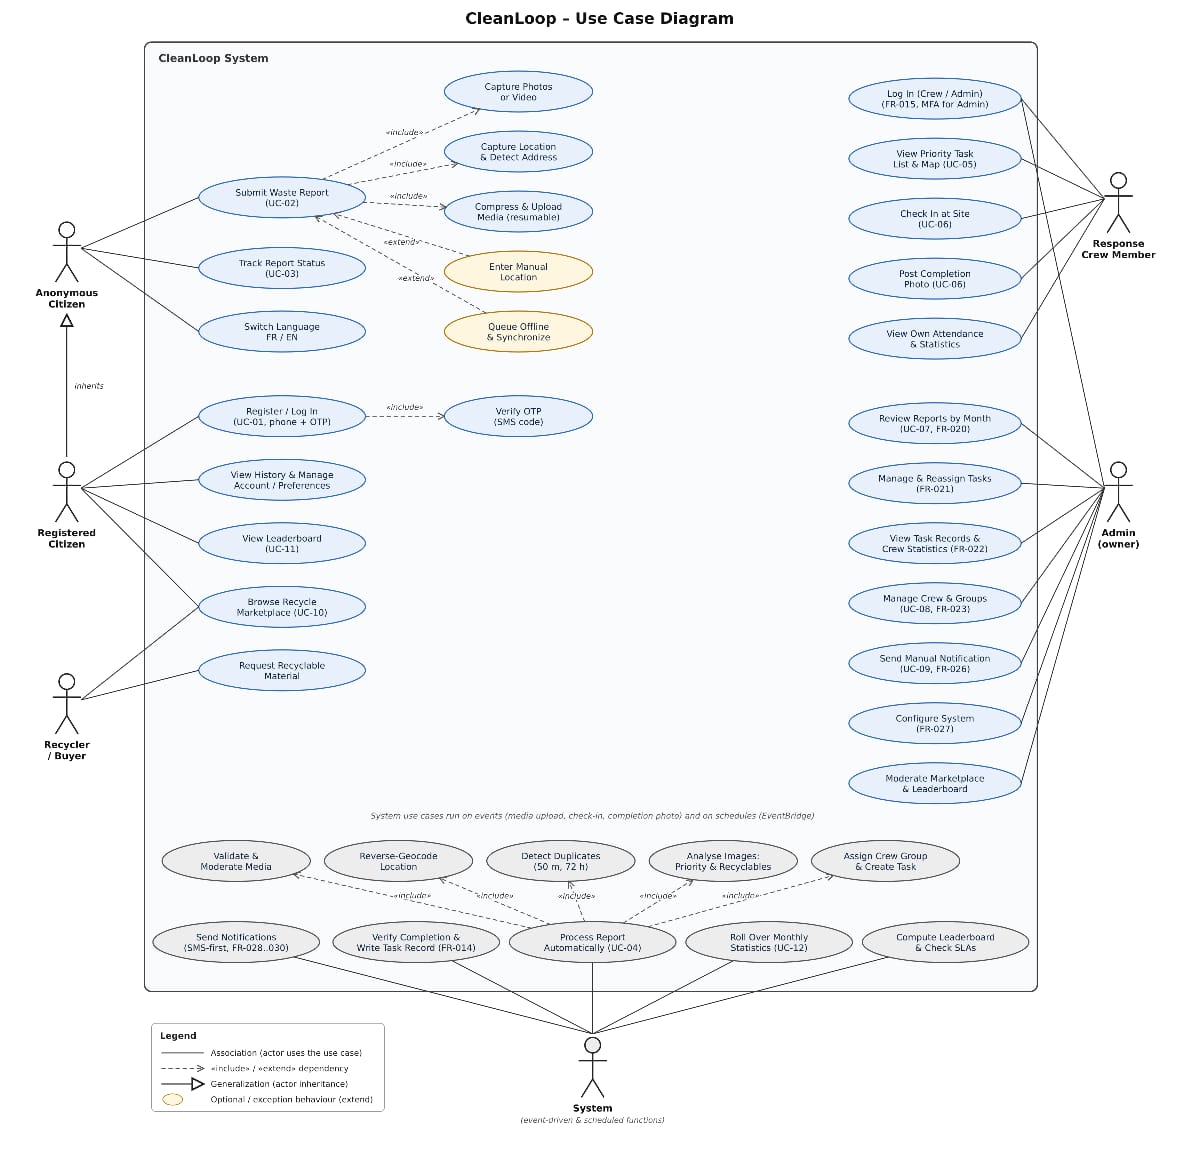 CleanLoop – Use Case Diagram
CleanLoop System
Capture Photos
or Video
Log In (Crew / Admin)
(FR-015, MFA for Admin)
«include»
Capture Location
& Detect Address
View Priority Task
List & Map (UC-05)
«include»
Submit Waste Report
(UC-02)
«include»
Compress & Upload
Media (resumable)
Check In at Site
(UC-06)
Response
Crew Member
«extend»
Track Report Status
(UC-03)
Enter Manual
Location
Post Completion
Photo (UC-06)
«extend»
Anonymous
Citizen
Switch Language
FR / EN
Queue Offline
& Synchronize
View Own Attendance
& Statistics
inherits
Register / Log In
(UC-01, phone + OTP)
«include»
Verify OTP
(SMS code)
Review Reports by Month
(UC-07, FR-020)
View History & Manage
Account / Preferences
Manage & Reassign Tasks
(FR-021)
Registered
Citizen
View Leaderboard
(UC-11)
View Task Records &
Crew Statistics (FR-022)
Admin
(owner)
Browse Recycle
Marketplace (UC-10)
Manage Crew & Groups
(UC-08, FR-023)
Request Recyclable
Material
Send Manual Notification
(UC-09, FR-026)
Recycler
/ Buyer
Configure System
(FR-027)
Moderate Marketplace
& Leaderboard
System use cases run on events (media upload, check-in, completion photo) and on schedules (EventBridge)
Validate &
Moderate Media
Reverse-Geocode
Location
Detect Duplicates
(50 m, 72 h)
Analyse Images:
Priority & Recyclables
Assign Crew Group
& Create Task
«include»
«include»
«include»
«include»
«include»
Send Notifications
(SMS-first, FR-028..030)
Verify Completion &
Write Task Record (FR-014)
Process Report
Automatically (UC-04)
Roll Over Monthly
Statistics (UC-12)
Compute Leaderboard
& Check SLAs
Legend
Association (actor uses the use case)
«include» / «extend» dependency
Generalization (actor inheritance)
Optional / exception behaviour (extend)
System
(event-driven & scheduled functions)